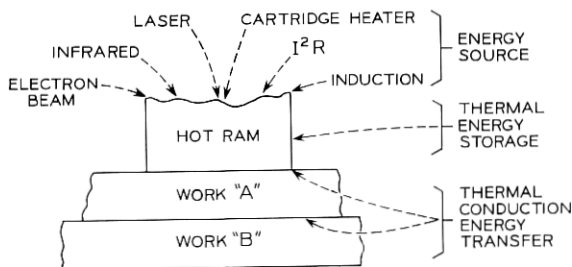 LASER
CARTRIDGE HEATER
INFRARED
I²R
ELECTRON
BEAM
INDUCTION
ENERGY
SOURCE
HOT RAM
THERMAL
ENERGY
STORAGE
WORK "A"
WORK "B"
THERMAL
CONDUCTION
ENERGY
TRANSFER